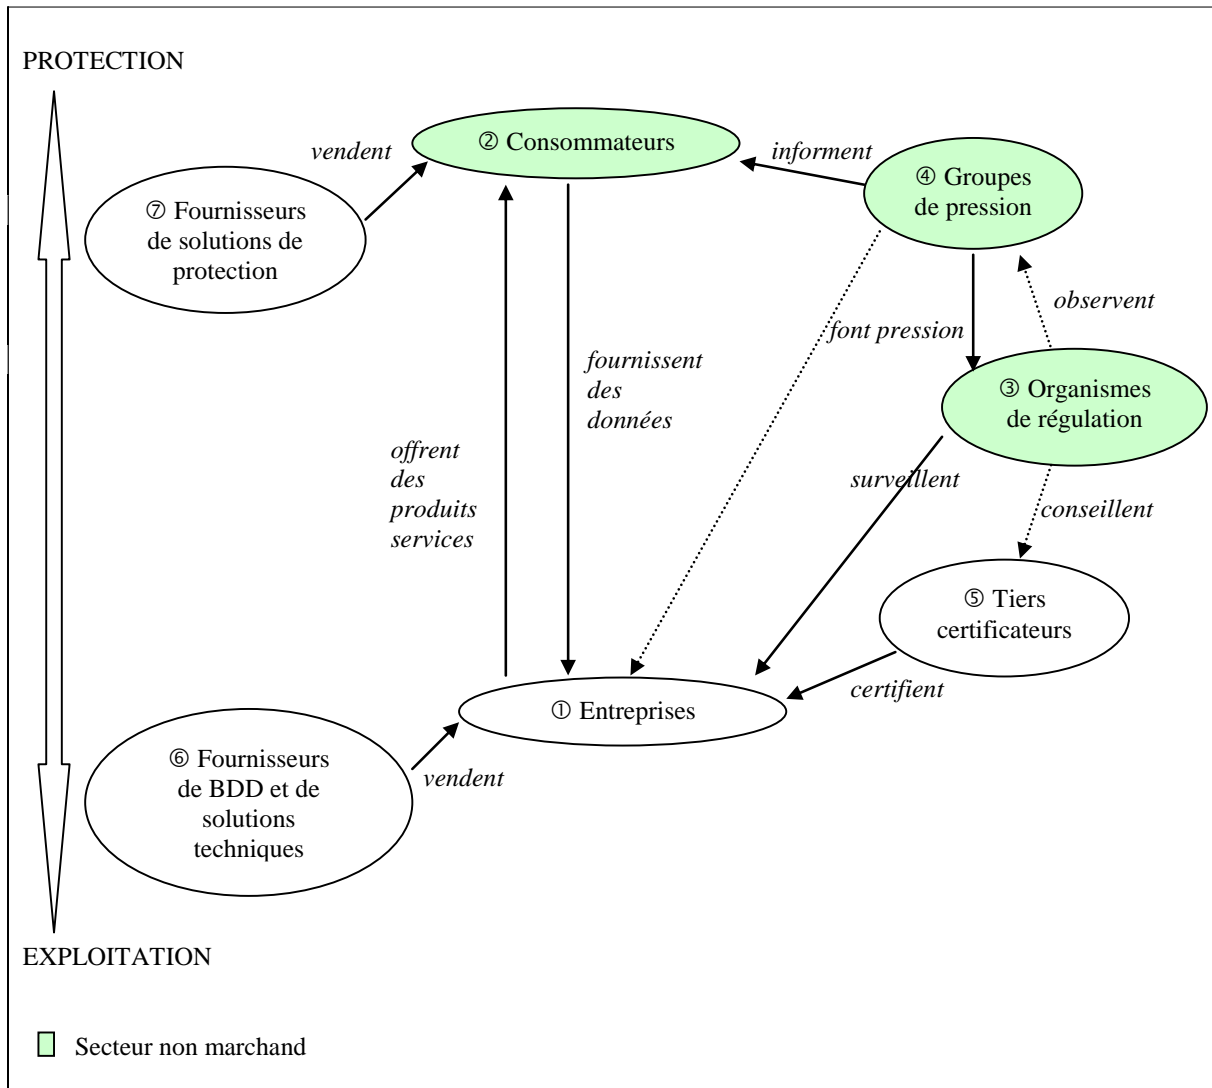 PROTECTION
vendent
② Consommateurs
informent
④ Groupes
de pression
⑦ Fournisseurs
de solutions de
protection
observent
font pression
fournissent
des
données
③ Organismes
de régulation
offrent
des
produits
services
surveillent
conseillent
⑤ Tiers
certificateurs
certifient
① Entreprises
⑥ Fournisseurs
de BDD et de
solutions
techniques
vendent
EXPLOITATION
Secteur non marchand